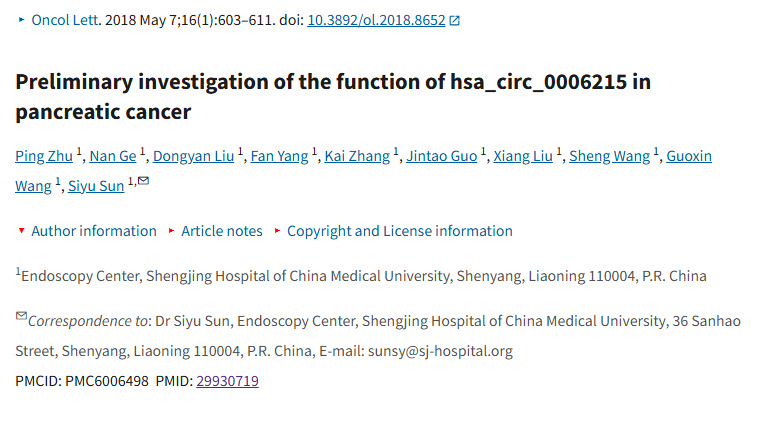 Oncol Lett. 2018 May 7;16(1):603–611. doi: 10.3892/ol.2018.8652
Preliminary investigation of the function of hsa_circ_0006215 in
pancreatic cancer
Ping Zhu 1, Nan Ge 1, Dongyan Liu 1, Fan Yang 1, Kai Zhang 1, Jintao Guo 1, Xiang Liu 1, Sheng Wang 1, Guoxin
Wang 1, Siyu Sun 1,
Author information Article notes Copyright and License information
1Endoscopy Center, Shengjing Hospital of China Medical University, Shenyang, Liaoning 110004, P.R. China
Correspondence to: Dr Siyu Sun, Endoscopy Center, Shengjing Hospital of China Medical University, 36 Sanhao
Street, Shenyang, Liaoning 110004, P.R. China, E-mail: sunsy@sj-hospital.org
PMCID: PMC6006498 PMID: 29930719